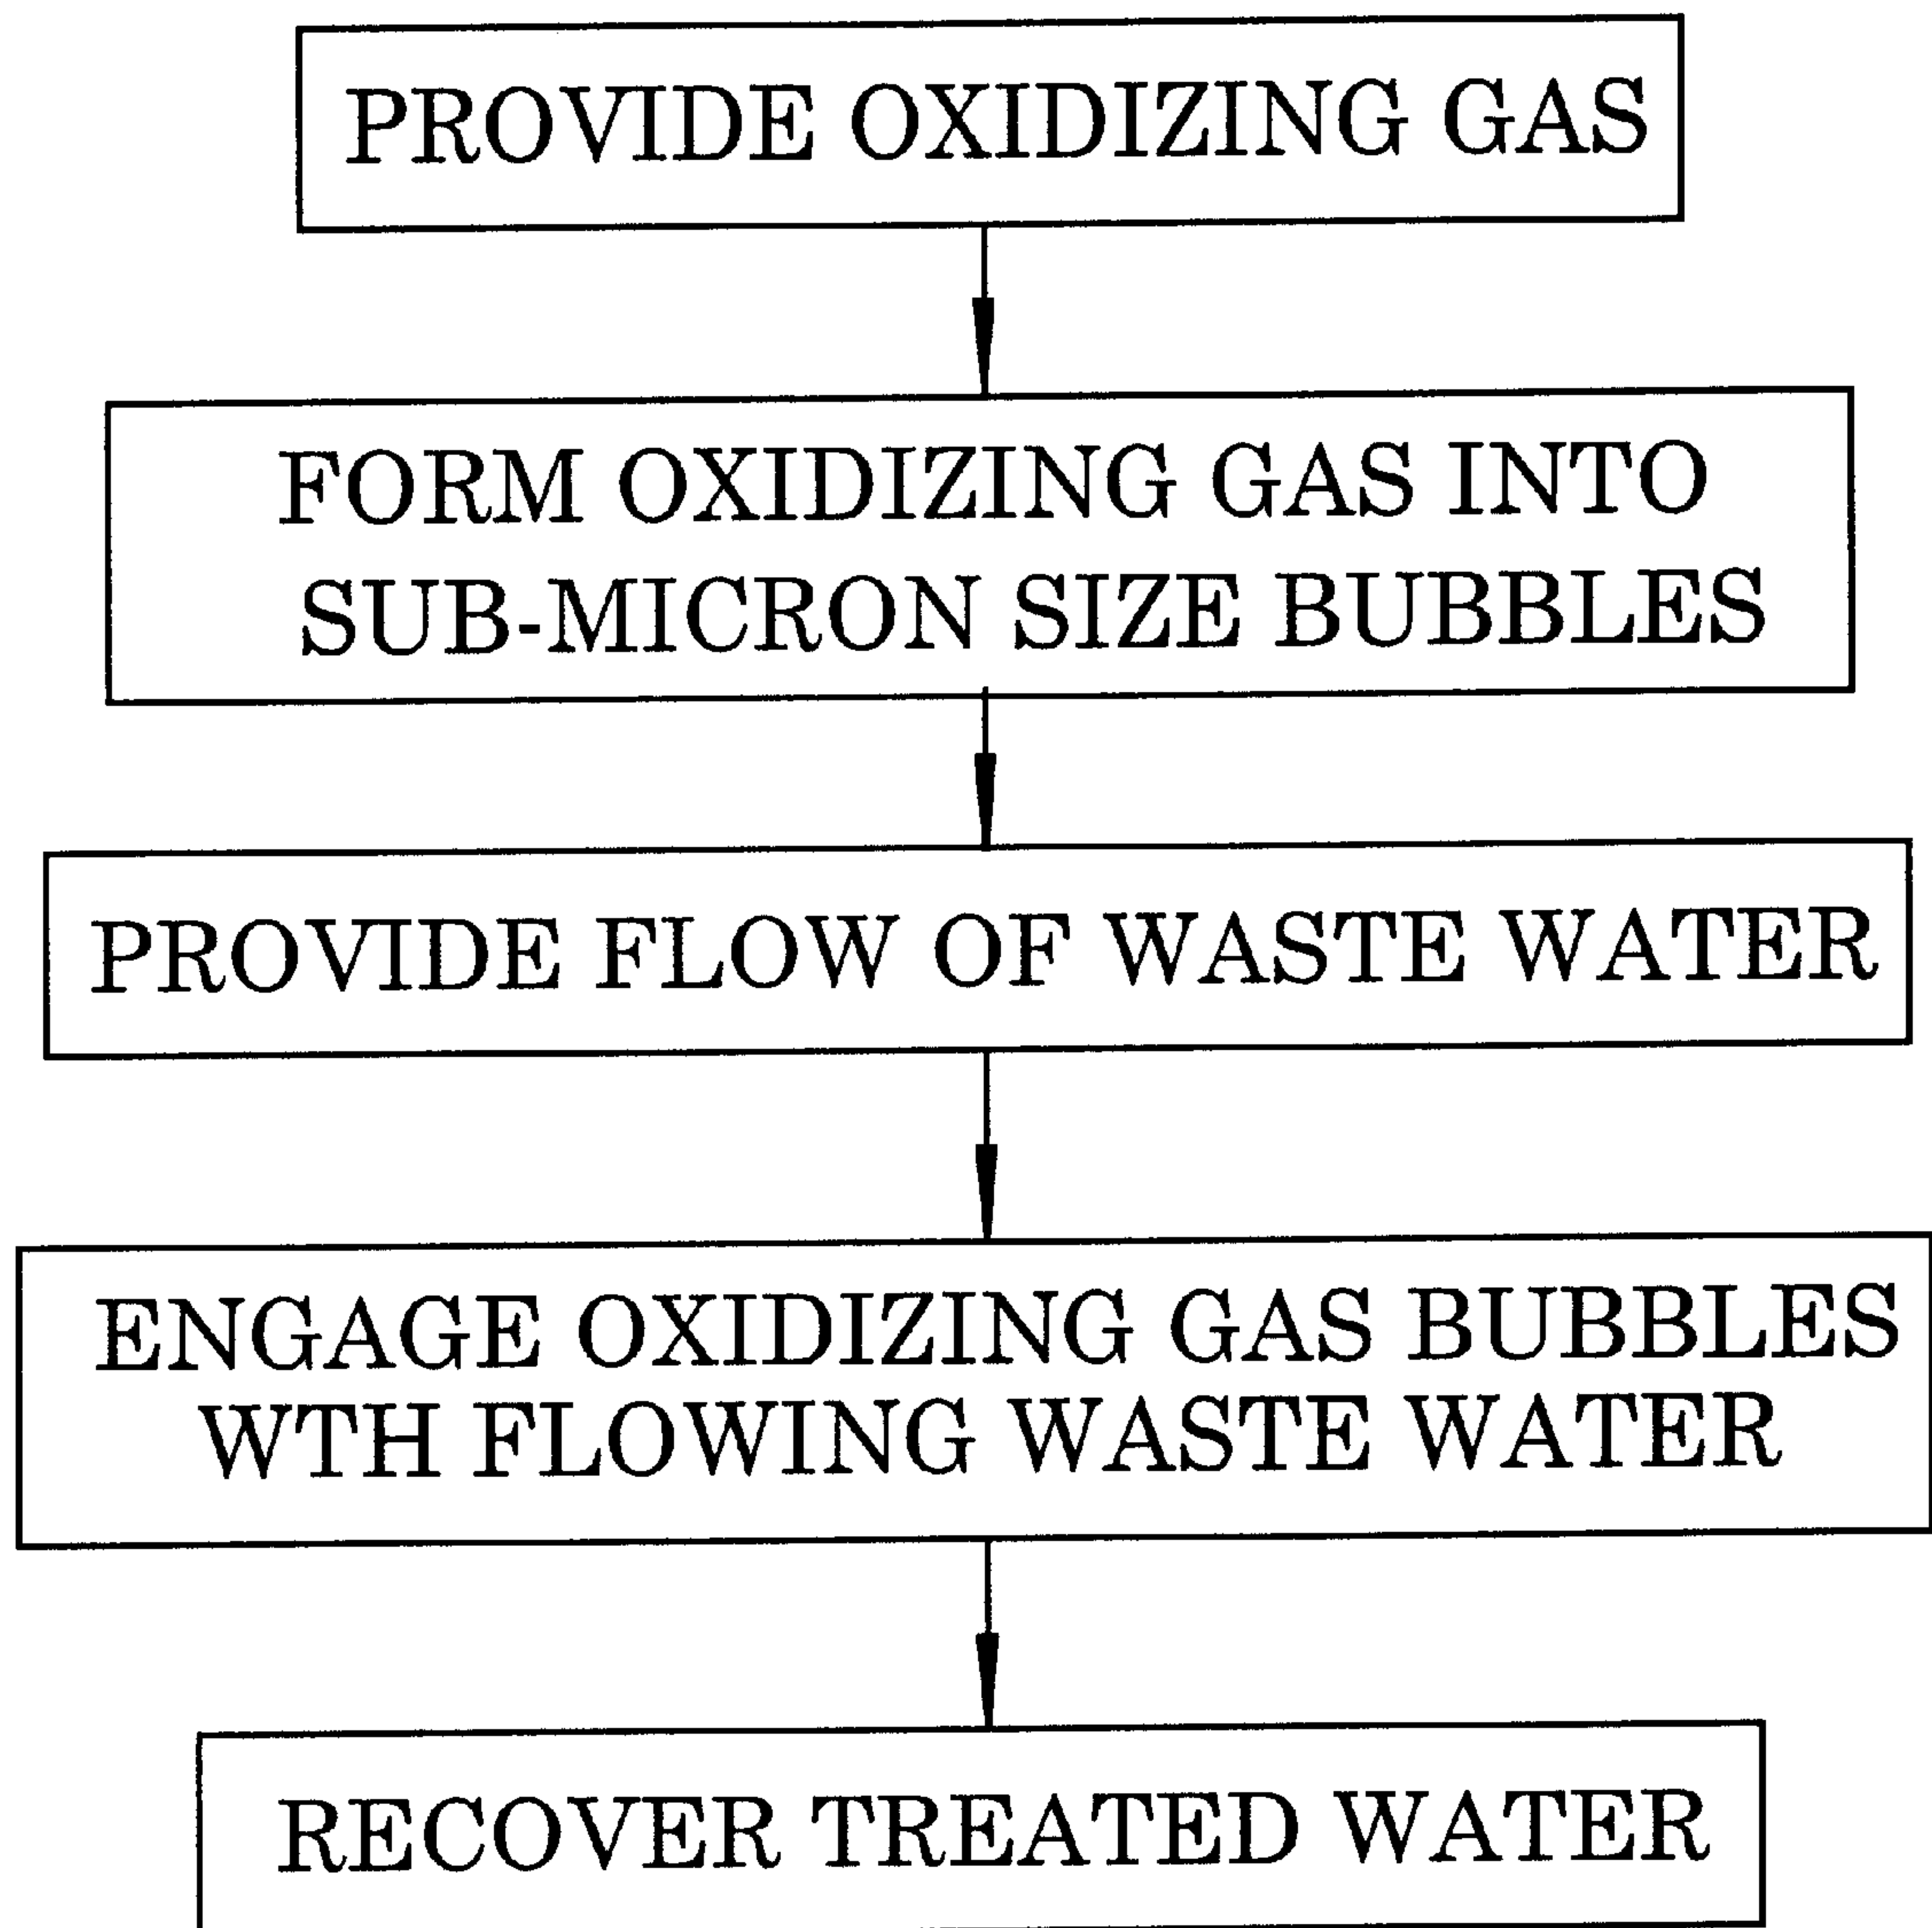 PROVIDE OXIDIZING GAS
FORM OXIDIZING GAS INTO
SUB-MICRON SIZE BUBBLES
PROVIDE FLOW OF WASTE WATER
ENGAGE OXIDIZING GAS BUBBLES
WTH FLOWING WASTE WATER
RECOVER TREATED WATER